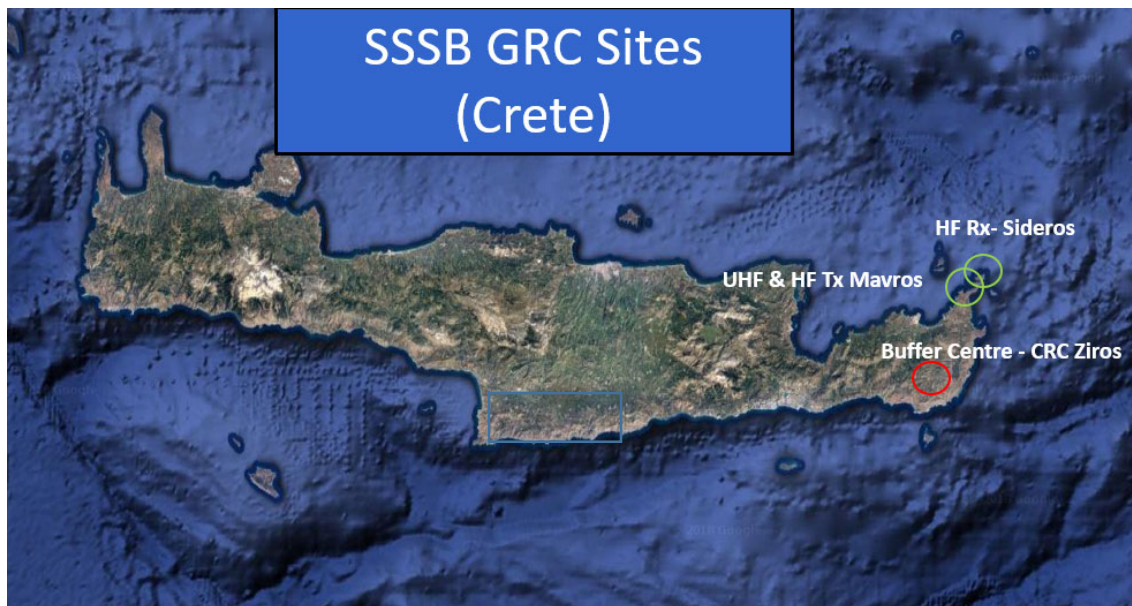 SSSB GRC Sites
(Crete)
HF Rx- Sideros
UHF & HF Tx Mavros
Buffer Centre - CRC Ziros